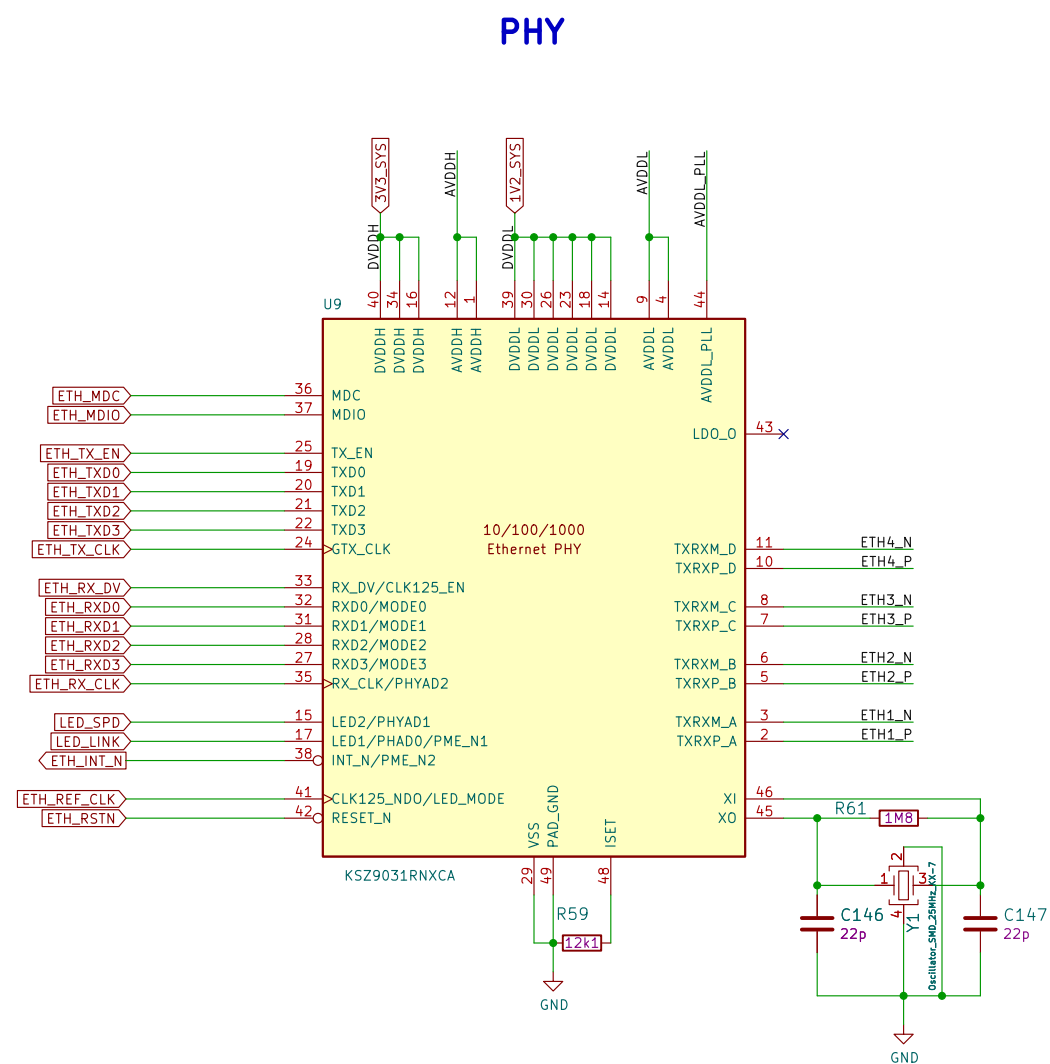 PHY
3V3_SYS
AVDDH
1V2_SYS
AVDDL
AVDDL_PLL
DVDDH
DVDDL
U9
40
34
16
12
1
39
30
26
23
18
14
9
4
44
DVDDH
DVDDH
DVDDH
AVDDH
AVDDH
DVDDL
DVDDL
DVDDL
DVDDL
DVDDL
DVDDL
AVDDL
AVDDL
AVDDL_PLL
ETH_MDC 36 MDC
ETH_MDIO 37 MDIO
LDO_O 43
ETH_TX_EN 25 TX_EN
ETH_TXD0 19 TXD0
ETH_TXD1 20 TXD1
ETH_TXD2 21 TXD2
ETH_TXD3 22 TXD3
ETH_TX_CLK 24 GTX_CLK
10/100/1000
Ethernet PHY
TXRXM_D 11 ETH4_N
TXRXP_D 10 ETH4_P
ETH_RX_DV 33 RX_DV/CLK125_EN
ETH_RXD0 32 RXD0/MODE0
ETH_RXD1 31 RXD1/MODE1
ETH_RXD2 28 RXD2/MODE2
ETH_RXD3 27 RXD3/MODE3
ETH_RX_CLK 35 RX_CLK/PHYAD2
TXRXM_C 8 ETH3_N
TXRXP_C 7 ETH3_P
TXRXM_B 6 ETH2_N
TXRXP_B 5 ETH2_P
LED_SPD 15 LED2/PHYAD1
LED_LINK 17 LED1/PHAD0/PME_N1
ETH_INT_N 38 INT_N/PME_N2
TXRXM_A 3 ETH1_N
TXRXP_A 2 ETH1_P
ETH_REF_CLK 41 CLK125_NDO/LED_MODE
ETH_RSTN 42 RESET_N
XI 46
XO 45
VSS
PAD_GND
ISET
29
49
48
KSZ9031RNXCA
R59
12k1
GND
R61
1M8
2
1
3
4
Y1
Oscillator_SMD_25MHz_KX-7
C146
22p
C147
22p
GND